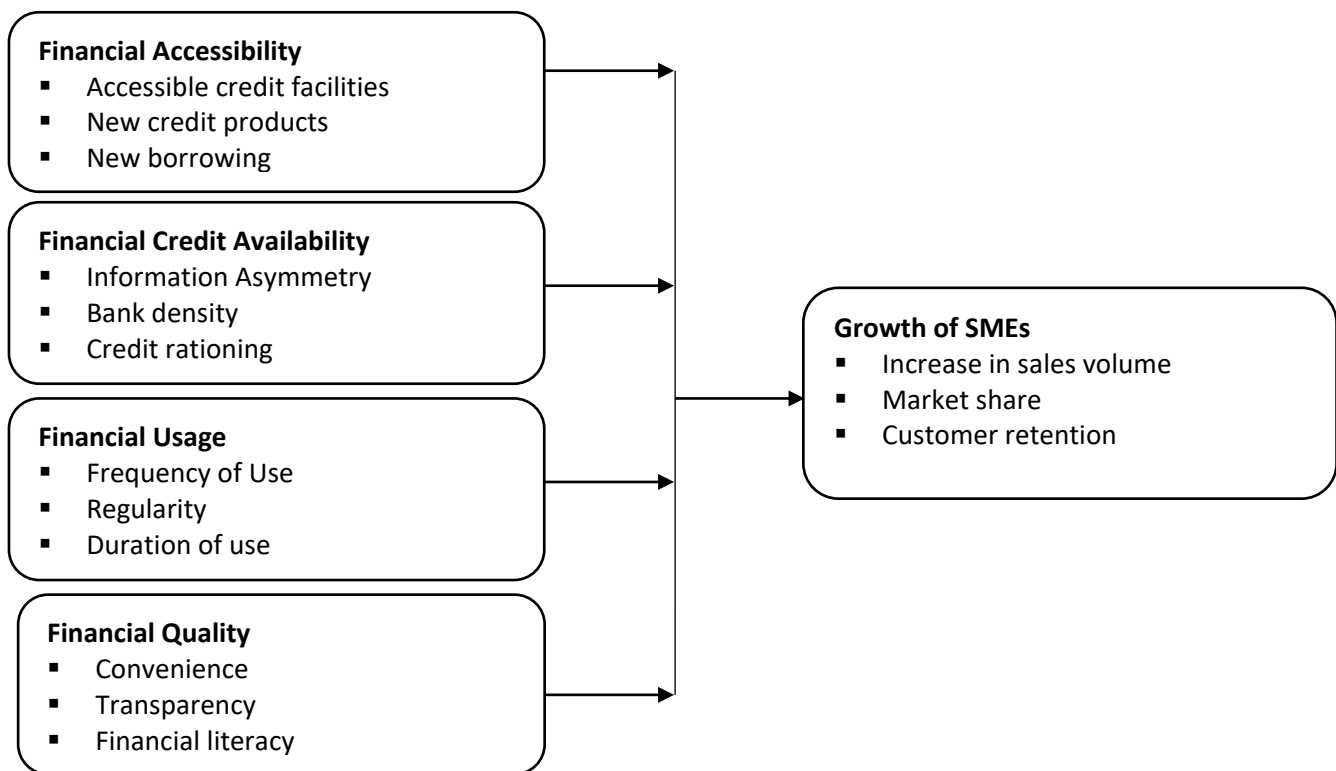 Financial Accessibility
▪ Accessible credit facilities
▪ New credit products
▪ New borrowing
Financial Credit Availability
▪ Information Asymmetry
▪ Bank density
▪ Credit rationing
Financial Usage
▪ Frequency of Use
▪ Regularity
▪ Duration of use
Financial Quality
▪ Convenience
▪ Transparency
▪ Financial literacy
Growth of SMEs
▪ Increase in sales volume
▪ Market share
▪ Customer retention